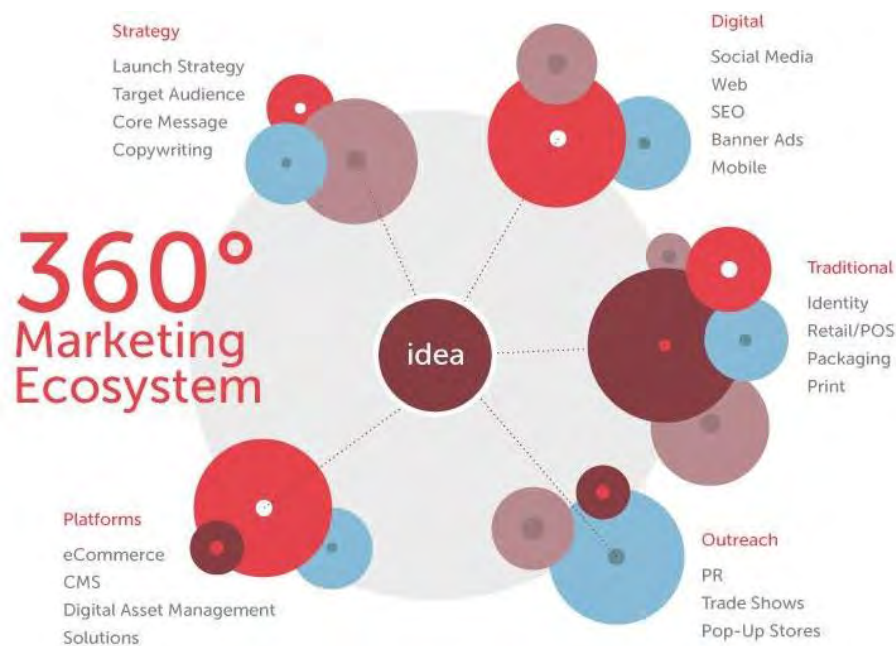 Strategy
Launch Strategy
Target Audience
Core Message
Copywriting
Digital
Social Media
Web
SEO
Banner Ads
Mobile
360°
Marketing
Ecosystem
idea
Traditional
Identity
Retail/POS
Packaging
Print
Platforms
eCommerce
CMS
Digital Asset Management
Solutions
Outreach
PR
Trade Shows
Pop-Up Stores